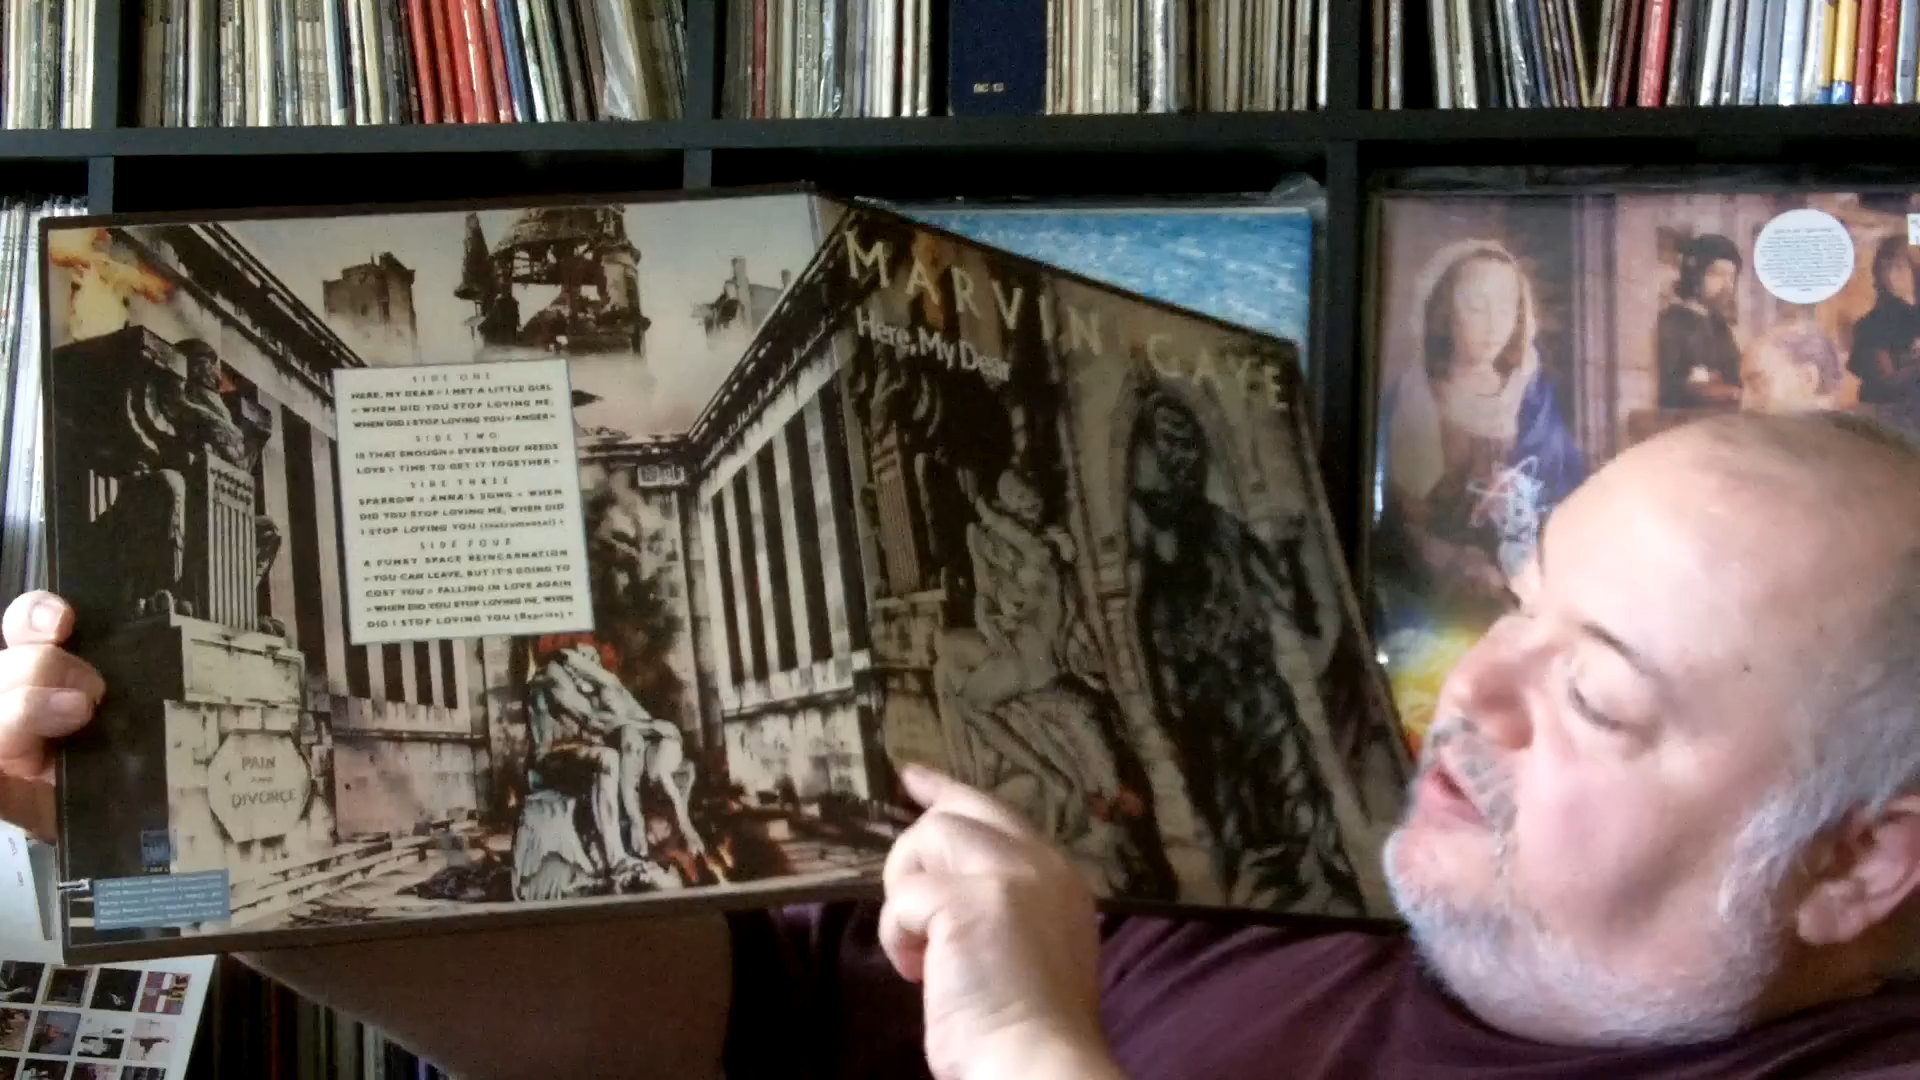 SIDE ONE
HERE, MY DEAR • I MET A LITTLE GIRL
• WHEN DID YOU STOP LOVING ME,
WHEN DID I STOP LOVING YOU • ANGER •
SIDE TWO
IS THAT ENOUGH • EVERYBODY NEEDS
LOVE • TIME TO GET IT TOGETHER •
SIDE THREE
SPARROW • ANNA'S SONG • WHEN
DID YOU STOP LOVING ME, WHEN DID
I STOP LOVING YOU (Instrumental) •
SIDE FOUR
A FUNKY SPACE REINCARNATION
• YOU CAN LEAVE, BUT IT'S GOING TO
COST YOU • FALLING IN LOVE AGAIN
• WHEN DID YOU STOP LOVING ME, WHEN
DID I STOP LOVING YOU (Reprise) •
PAIN
AND
DIVORCE
MARVIN GAYE
Here, My Dear